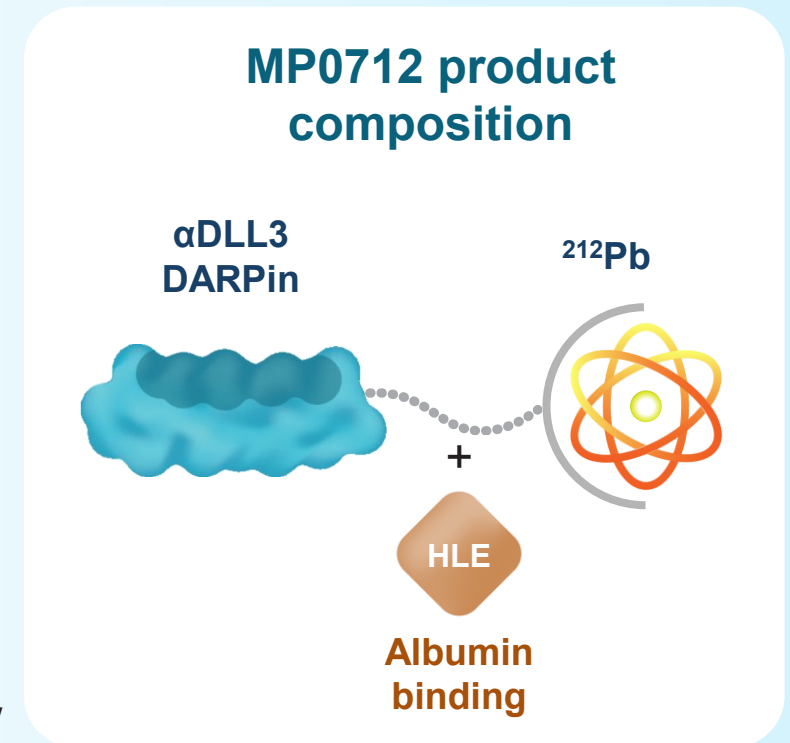 MP0712 product
composition
αDLL3
DARPin
²¹²Pb
+
HLE
Albumin
binding